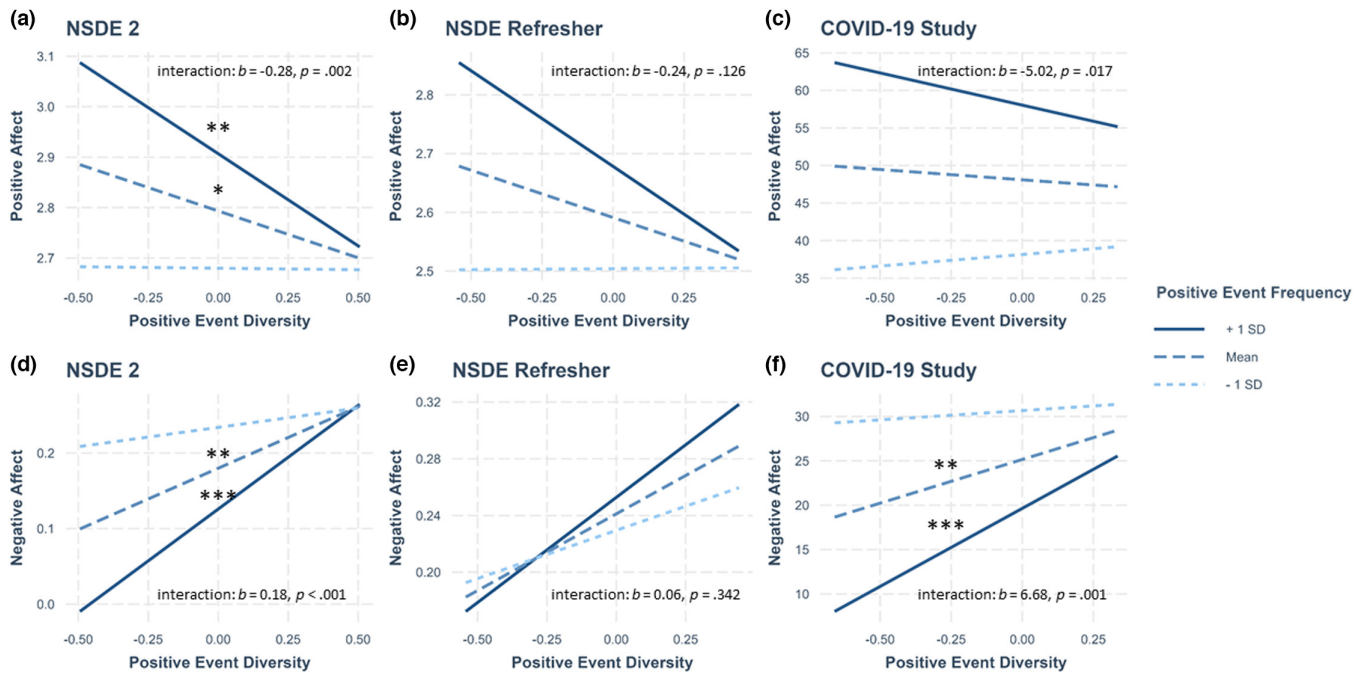 (a)
NSDE 2
3.1
3.0
2.9
2.8
2.7
Positive Affect
interaction: b = -0.28, p = .002
**
*
-0.50 -0.25 0.00 0.25 0.50
Positive Event Diversity
(b)
NSDE Refresher
2.8
2.7
2.6
2.5
Positive Affect
interaction: b = -0.24, p = .126
-0.50 -0.25 0.00 0.25
Positive Event Diversity
(c)
COVID-19 Study
65
60
55
50
45
40
35
Positive Affect
interaction: b = -5.02, p = .017
-0.50 -0.25 0.00 0.25
Positive Event Diversity
Positive Event Frequency
+ 1 SD
Mean
- 1 SD
(d)
NSDE 2
0.2
0.1
0.0
Negative Affect
**
***
interaction: b = 0.18, p < .001
-0.50 -0.25 0.00 0.25 0.50
Positive Event Diversity
(e)
NSDE Refresher
0.32
0.28
0.24
0.20
Negative Affect
interaction: b = 0.06, p = .342
-0.50 -0.25 0.00 0.25
Positive Event Diversity
(f)
COVID-19 Study
30
25
20
15
10
Negative Affect
**
***
interaction: b = 6.68, p = .001
-0.50 -0.25 0.00 0.25
Positive Event Diversity